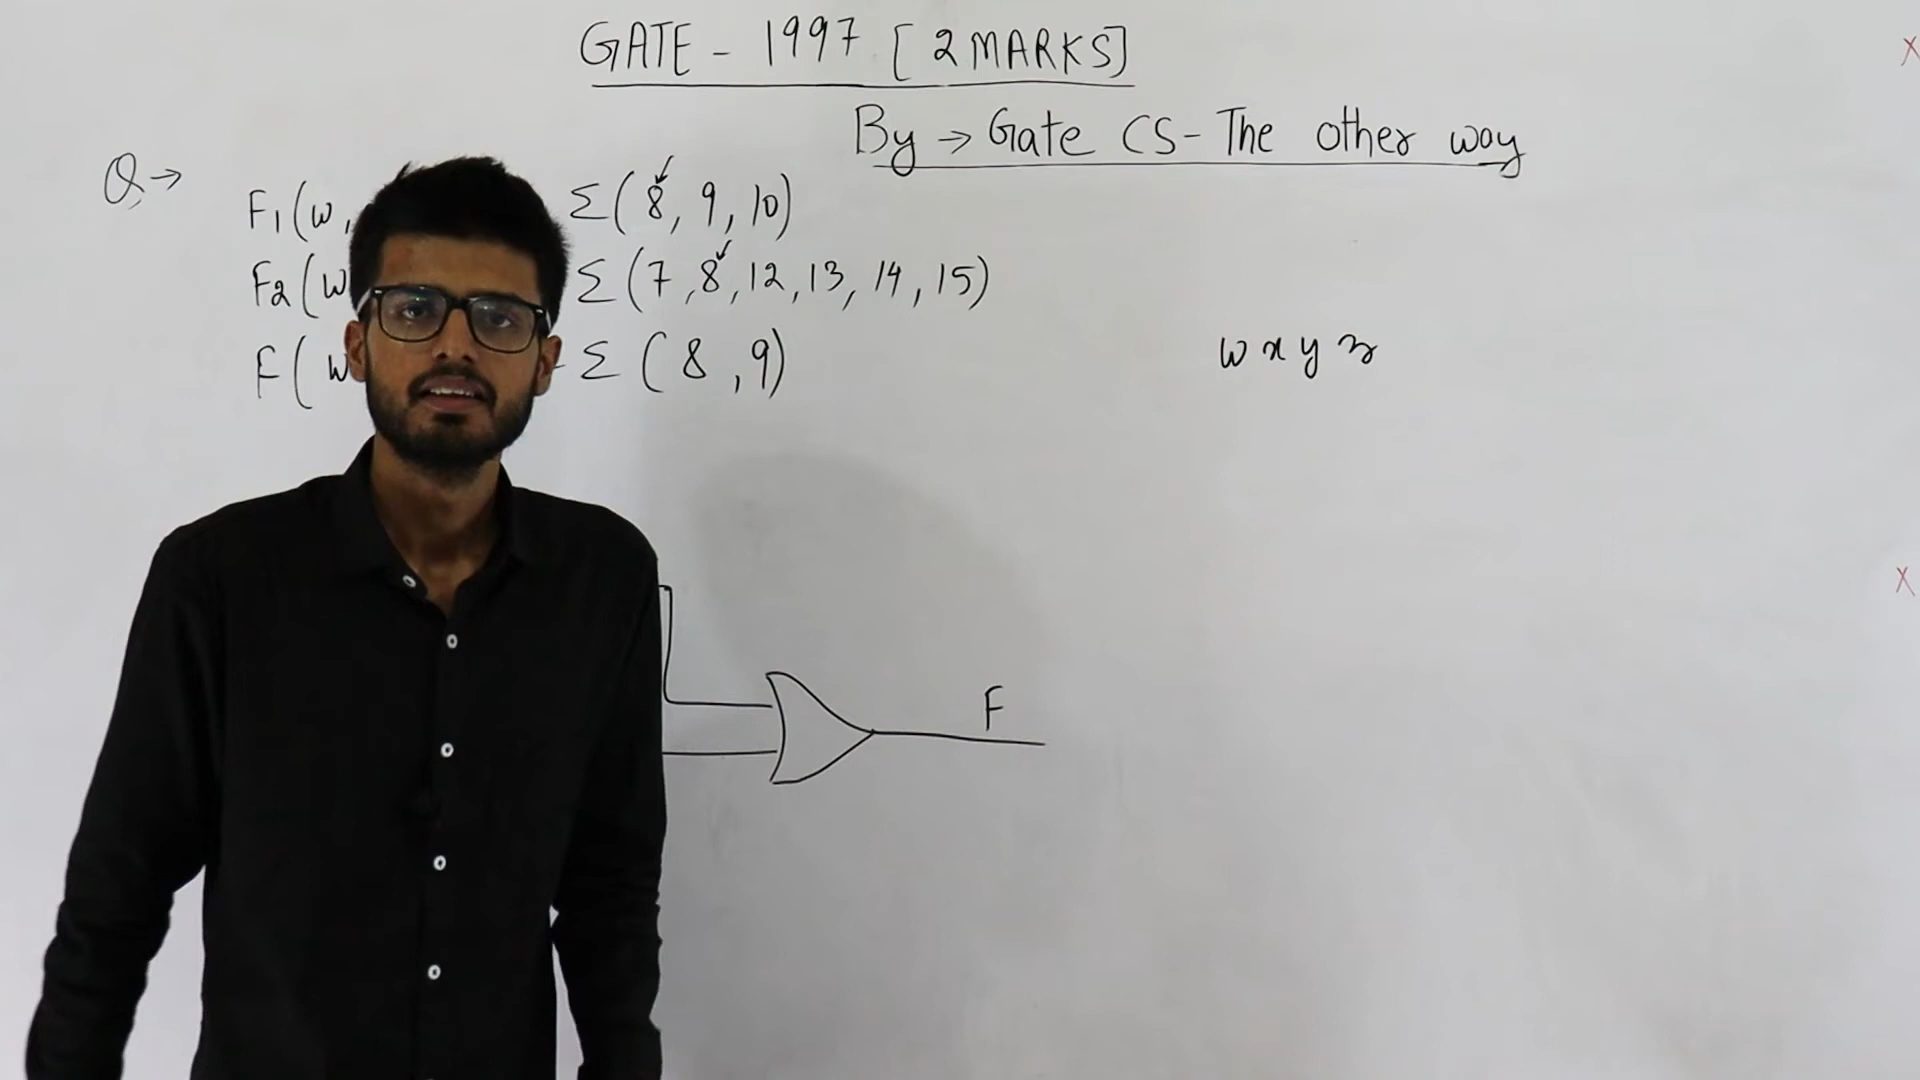 GATE - 1997 [2 MARKS]
By → Gate CS - The other way
Q →
F1(w, Σ(8, 9, 10)
F2(w Σ(7, 8, 12, 13, 14, 15)
F(w = Σ(8, 9)
w x y z
F
X
X